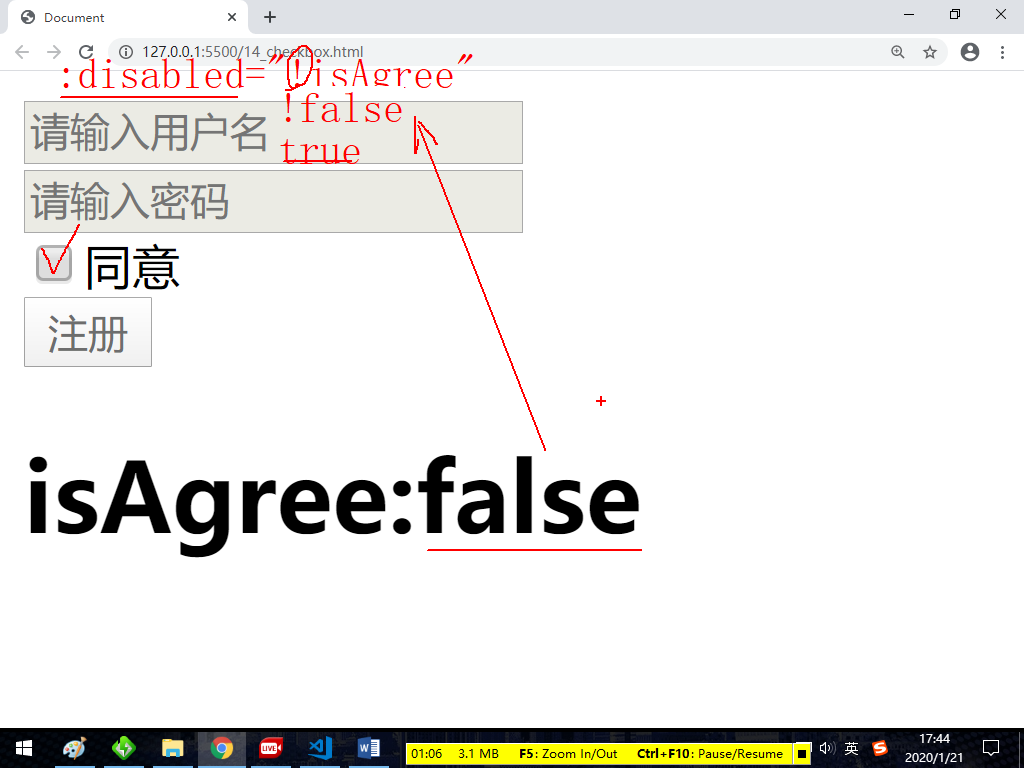 Document
127.0.0.1:5500/14_checkbox.html
:disabled="!isAgree"
!false
请输入用户名
true
请输入密码
同意
注册
isAgree:false
LIVE
W
01:06 3.1 MB F5: Zoom In/Out Ctrl+F10: Pause/Resume
英
S
17:44
2020/1/21